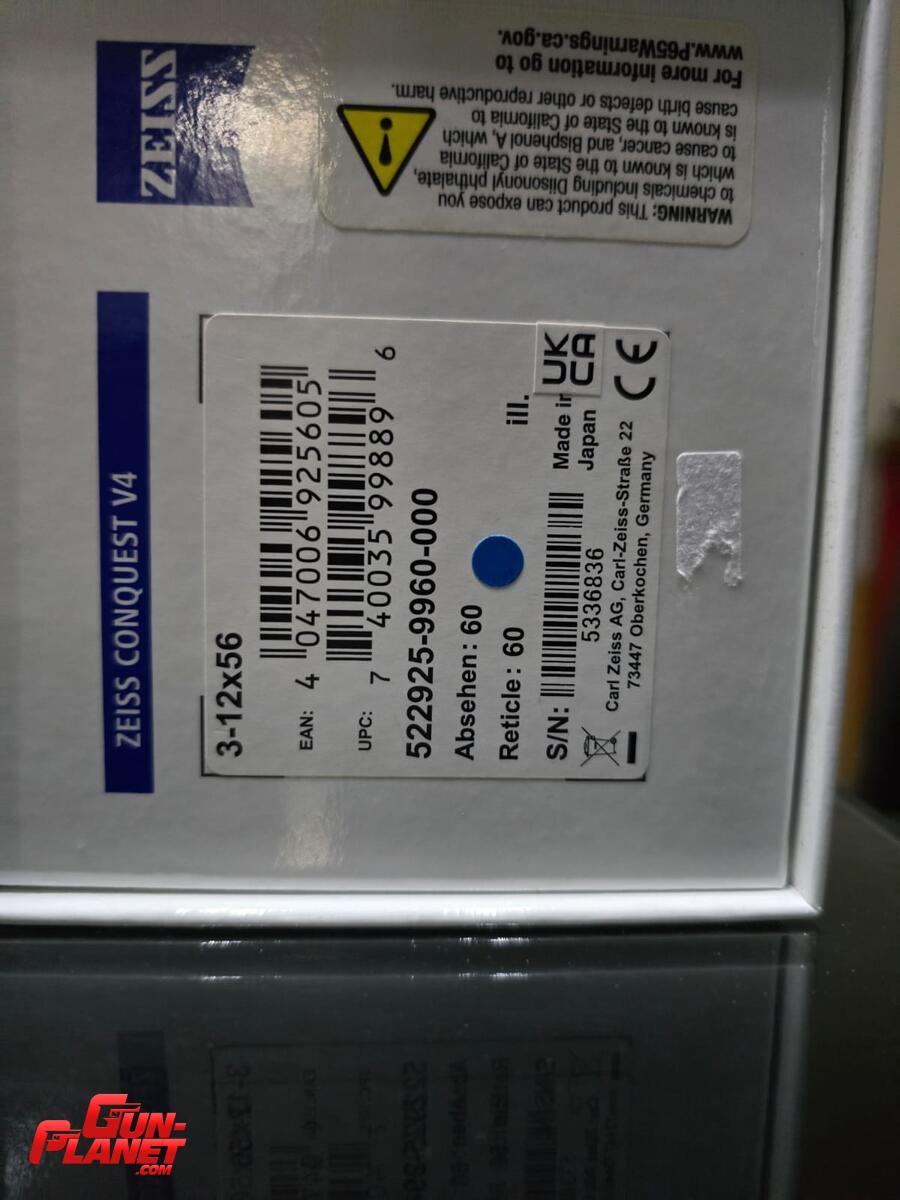 ZEISS
ZEISS CONQUEST V4
3-12x56
EAN: 4 047006 925605
UPC: 7 40035 99889 6
522925-9960-000
Absehen: 60
Reticle: 60
ill.
S/N:
5336836
Made in
Japan
UK
CA
CE
Carl Zeiss AG, Carl-Zeiss-Straße 22
73447 Oberkochen, Germany
WARNING: This product can expose you
to chemicals including Diisononyl phthalate,
which is known to the State of California
to cause cancer, and Bisphenol A, which
is known to the State of California to
cause birth defects or other reproductive harm.
For more information go to
www.P65Warnings.ca.gov.
GUN-
PLANET
.COM